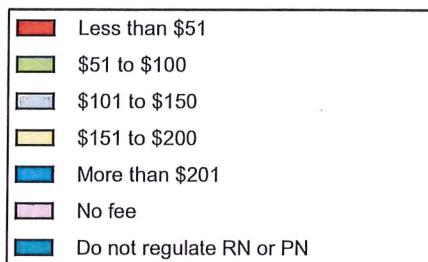 Less than $51
$51 to $100
$101 to $150
$151 to $200
More than $201
No fee
Do not regulate RN or PN